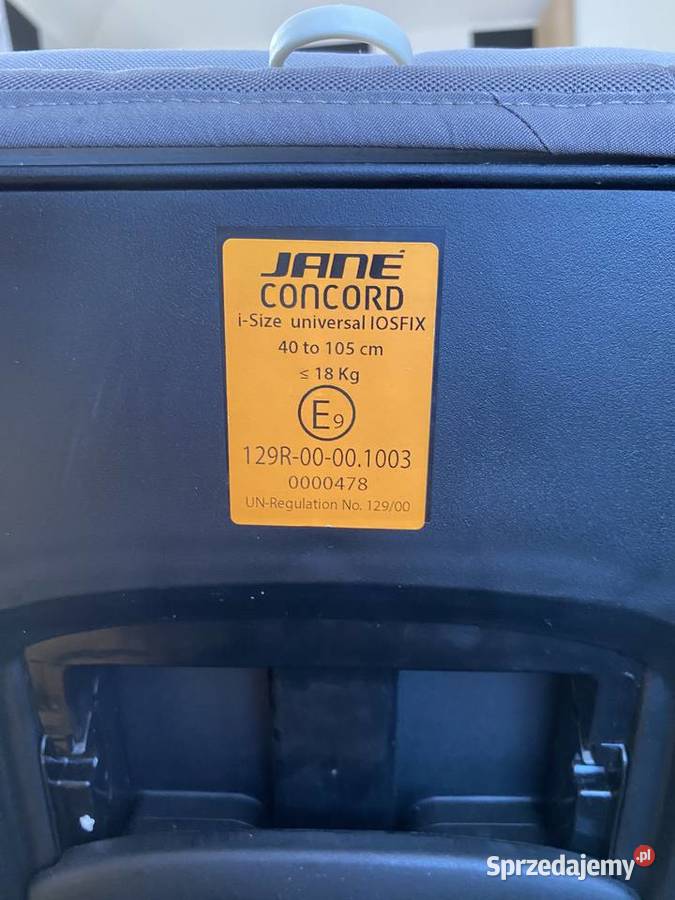 JANÉ
CONCORD
i-Size universal IOSFIX
40 to 105 cm
≤ 18 Kg
E9
129R-00-00.1003
0000478
UN-Regulation No. 129/00
Sprzedajemy.pl